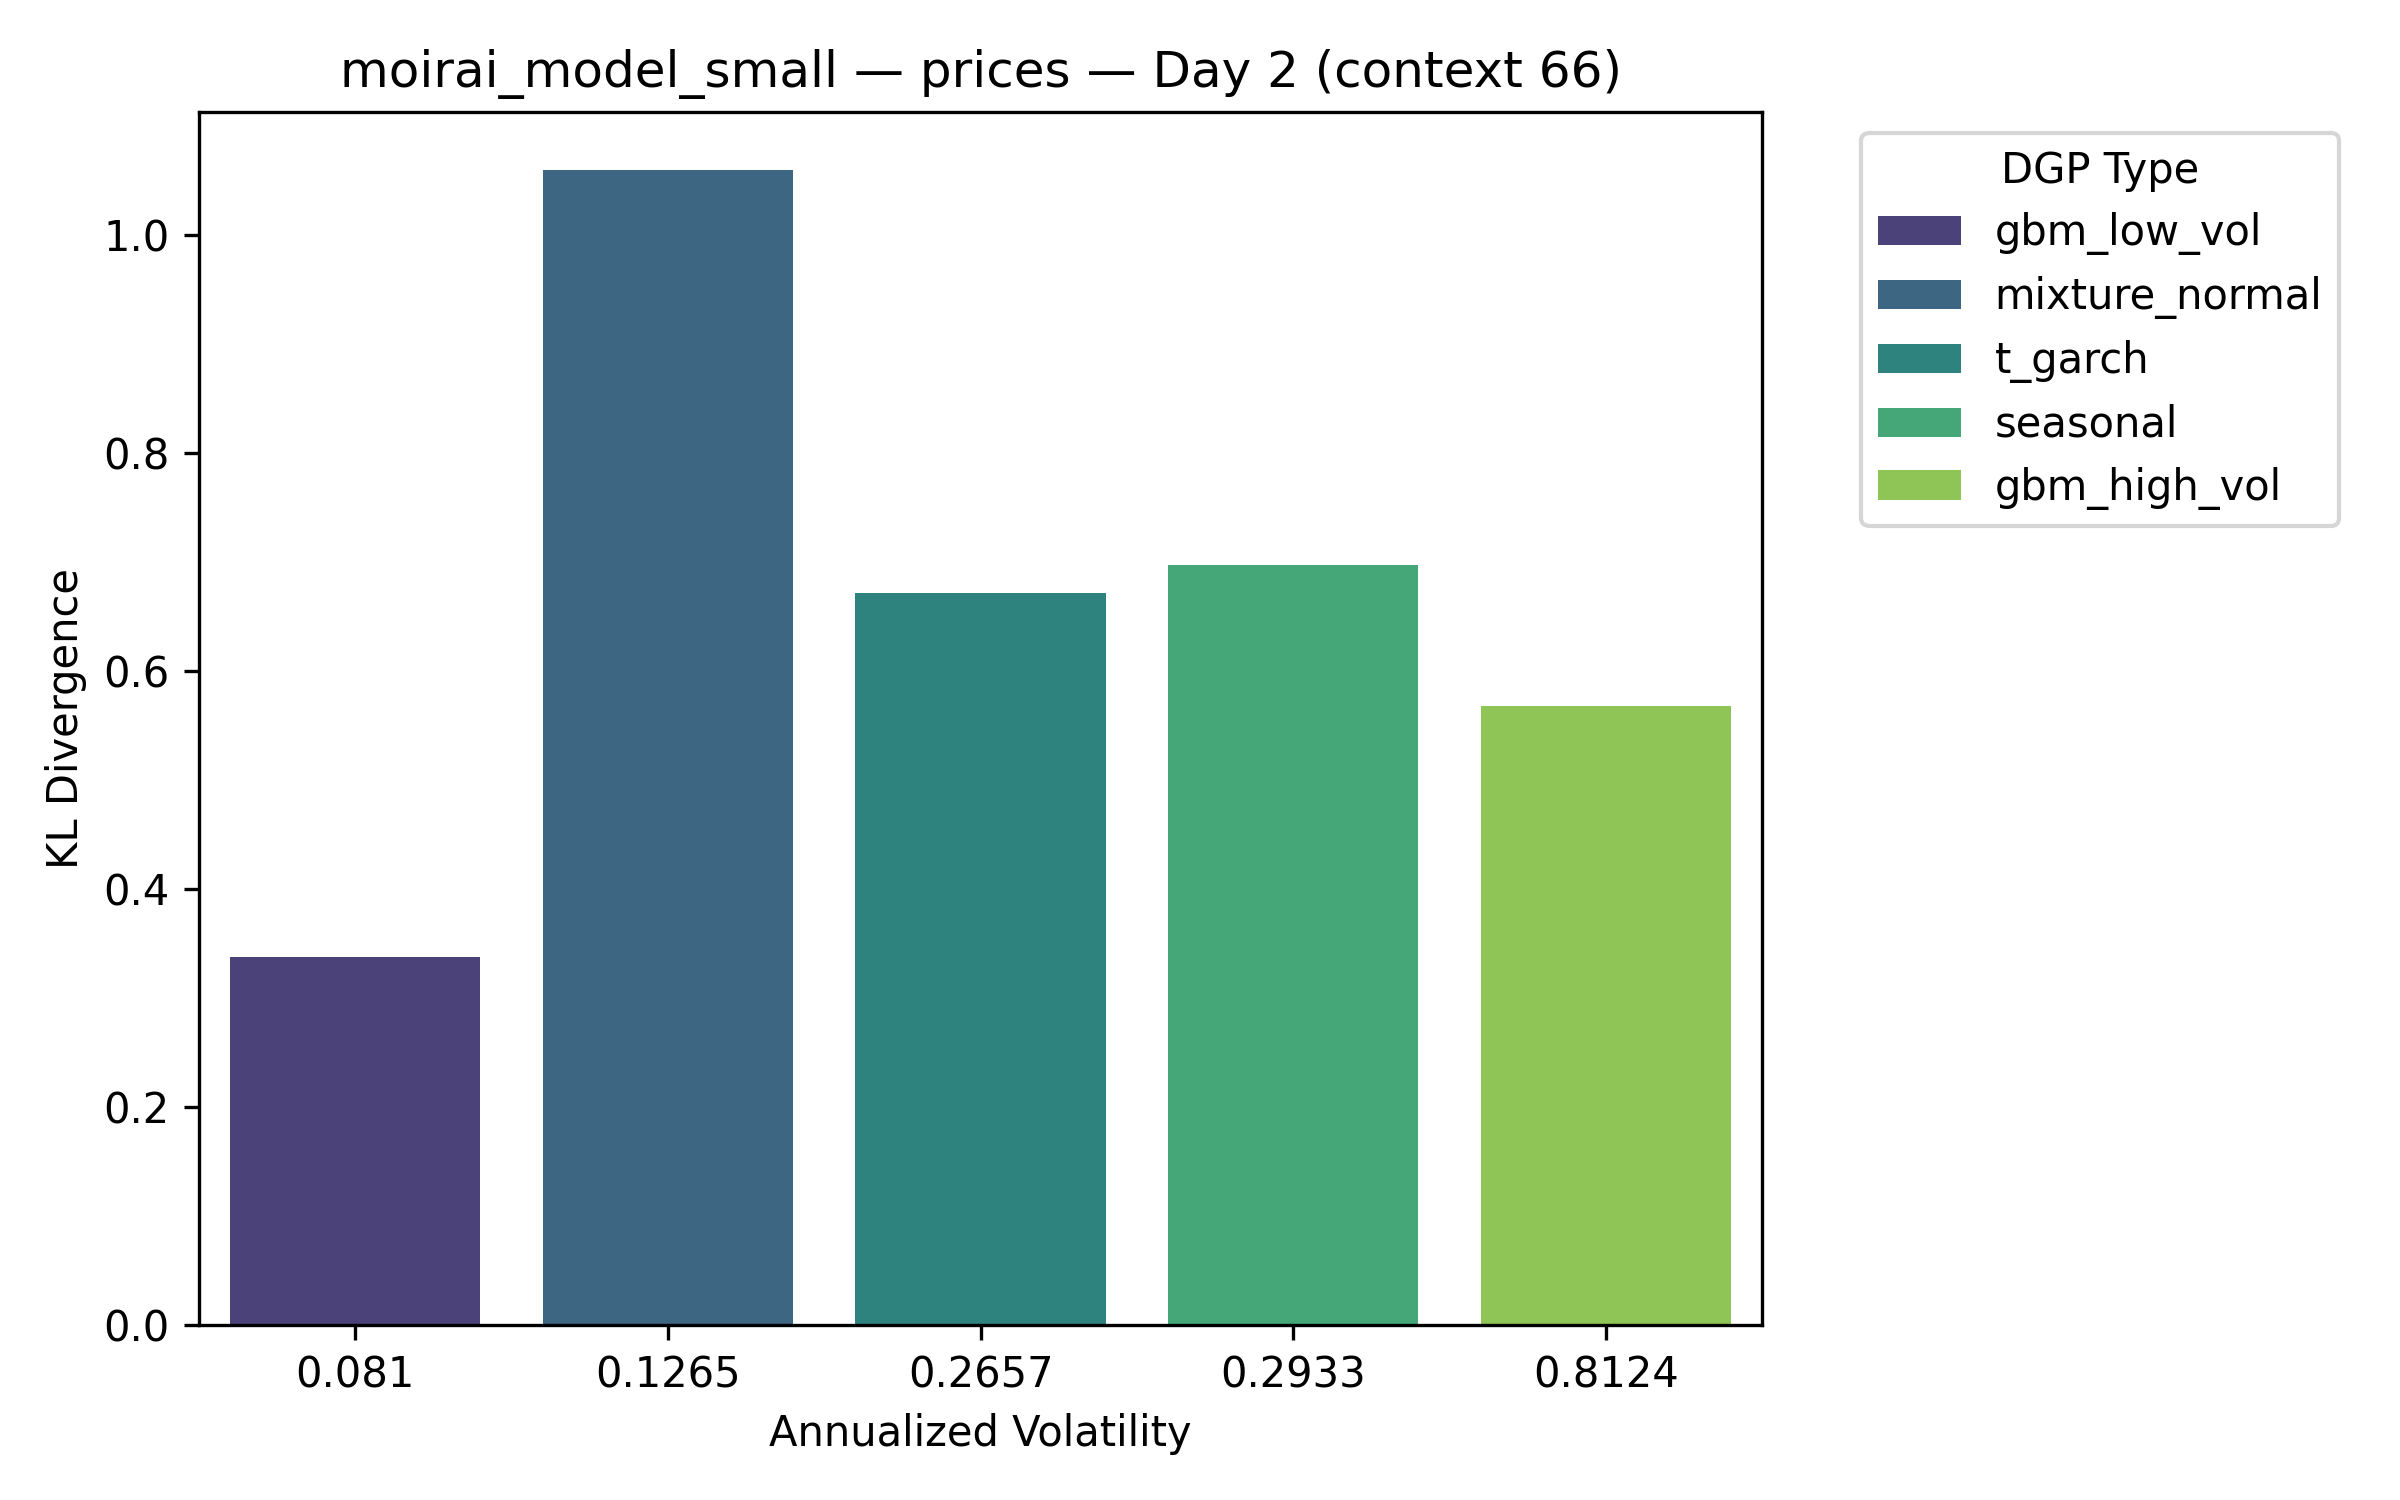 moirai_model_small — prices — Day 2 (context 66)
KL Divergence
1.0
0.8
0.6
0.4
0.2
0.0
0.081 0.1265 0.2657 0.2933 0.8124
Annualized Volatility
DGP Type
gbm_low_vol
mixture_normal
t_garch
seasonal
gbm_high_vol